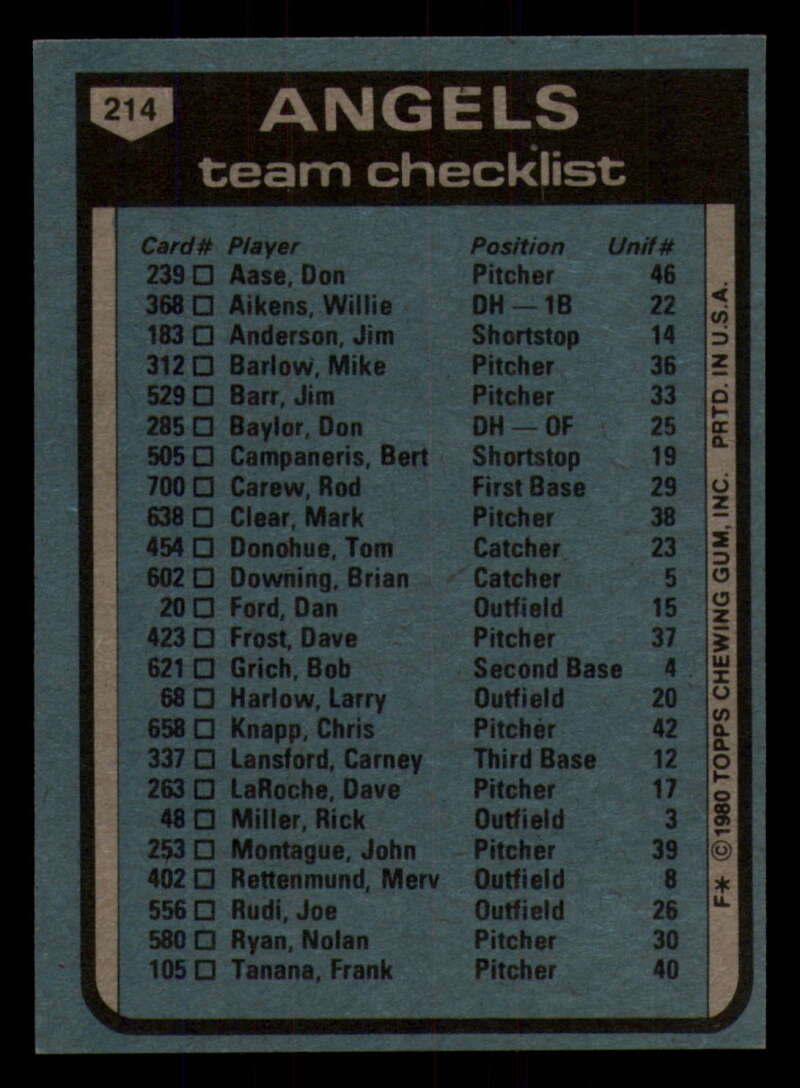 214
ANGELS
team checklist
Card# Player Position Unif#
239 □ Aase, Don Pitcher 46
368 □ Aikens, Willie DH — 1B 22
183 □ Anderson, Jim Shortstop 14
312 □ Barlow, Mike Pitcher 36
529 □ Barr, Jim Pitcher 33
285 □ Baylor, Don DH — OF 25
505 □ Campaneris, Bert Shortstop 19
700 □ Carew, Rod First Base 29
638 □ Clear, Mark Pitcher 38
454 □ Donohue, Tom Catcher 23
602 □ Downing, Brian Catcher 5
20 □ Ford, Dan Outfield 15
423 □ Frost, Dave Pitcher 37
621 □ Grich, Bob Second Base 4
68 □ Harlow, Larry Outfield 20
658 □ Knapp, Chris Pitcher 42
337 □ Lansford, Carney Third Base 12
263 □ LaRoche, Dave Pitcher 17
48 □ Miller, Rick Outfield 3
253 □ Montague, John Pitcher 39
402 □ Rettenmund, Merv Outfield 8
556 □ Rudi, Joe Outfield 26
580 □ Ryan, Nolan Pitcher 30
105 □ Tanana, Frank Pitcher 40
F* © 1980 TOPPS CHEWING GUM, INC. PRTD. IN U.S.A.